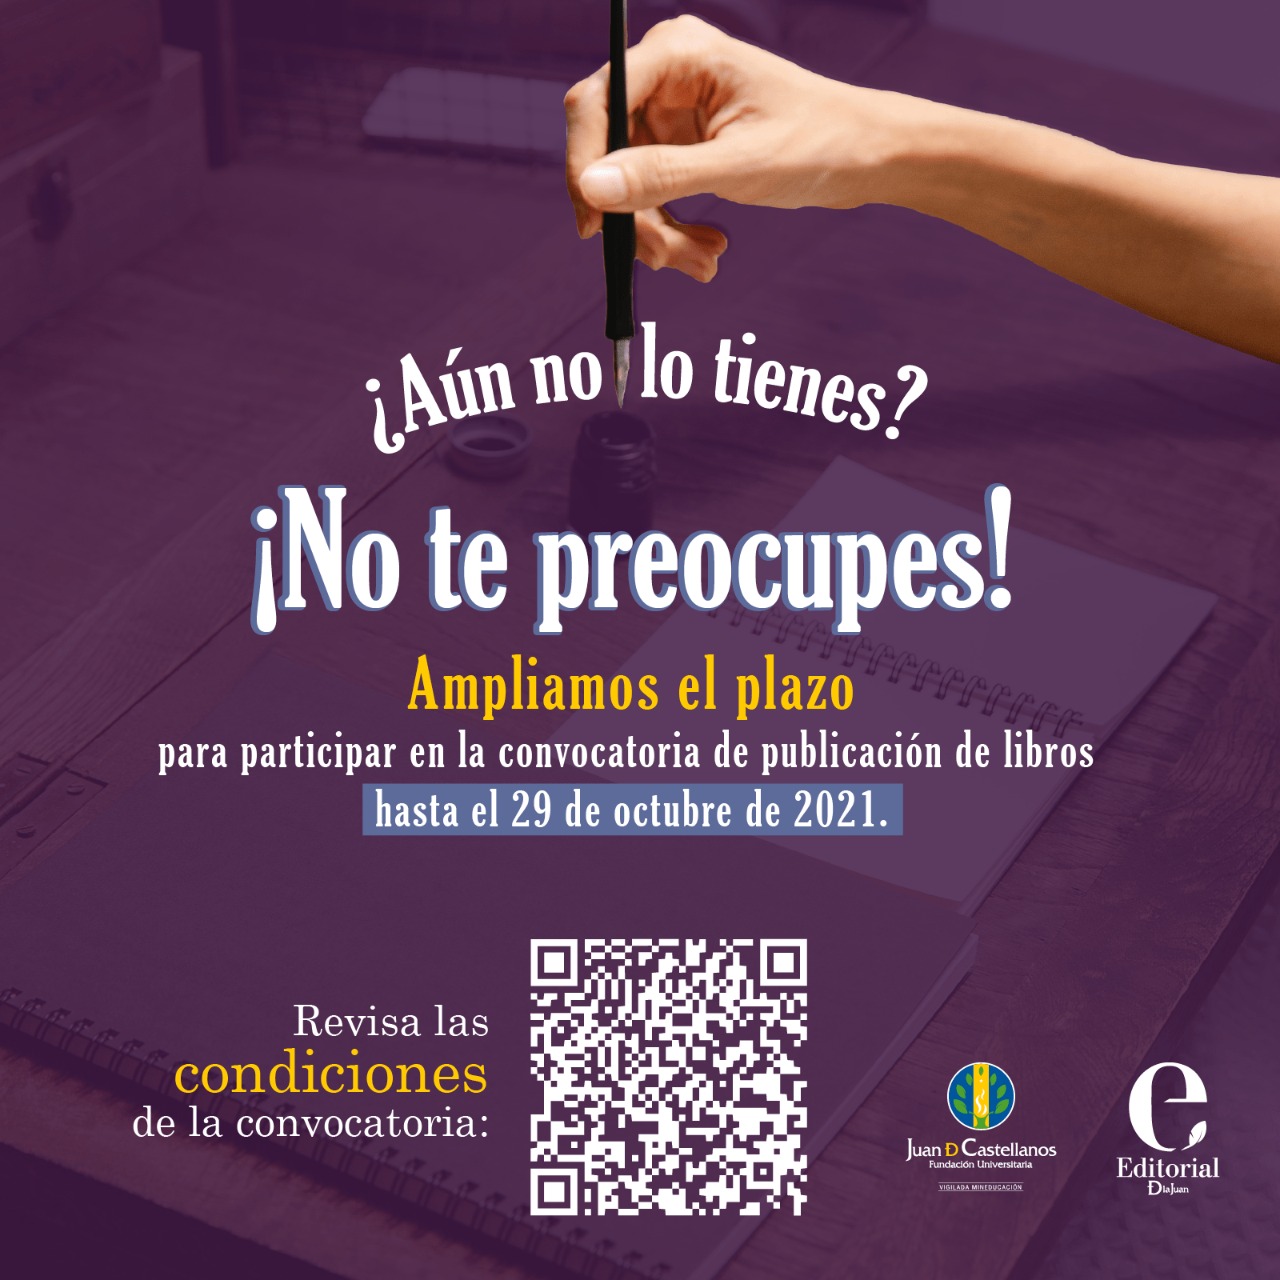 ¿Aún no lo tienes?
¡No te preocupes!
Ampliamos el plazo
para participar en la convocatoria de publicación de libros
hasta el 29 de octubre de 2021.
Revisa las
condiciones
de la convocatoria:
Juan D Castellanos
Fundación Universitaria
VIGILADA MINEDUCACIÓN
e
Editorial
D la Juan